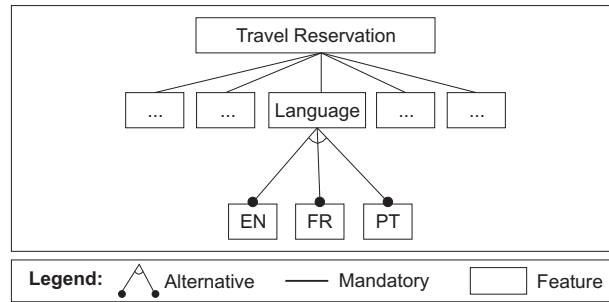 Travel Reservation
... ... Language ... ...
EN FR PT
Legend: Alternative Mandatory Feature